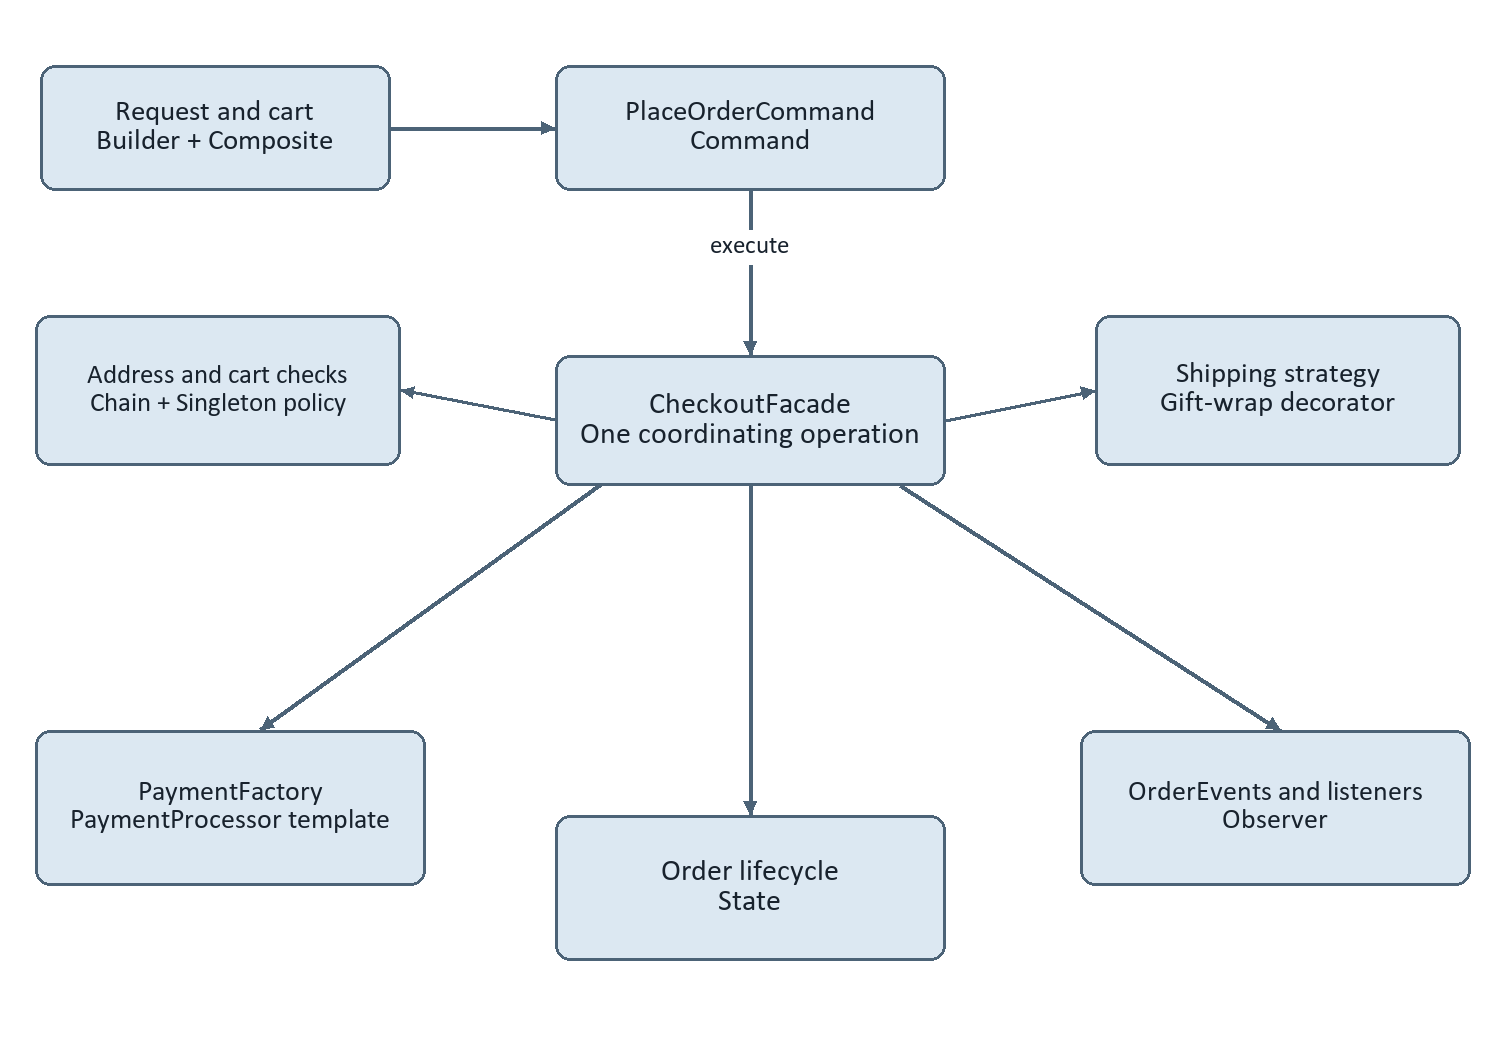 Request and cart
Builder + Composite
PlaceOrderCommand
Command
execute
Address and cart checks
Chain + Singleton policy
CheckoutFacade
One coordinating operation
Shipping strategy
Gift-wrap decorator
PaymentFactory
PaymentProcessor template
Order lifecycle
State
OrderEvents and listeners
Observer